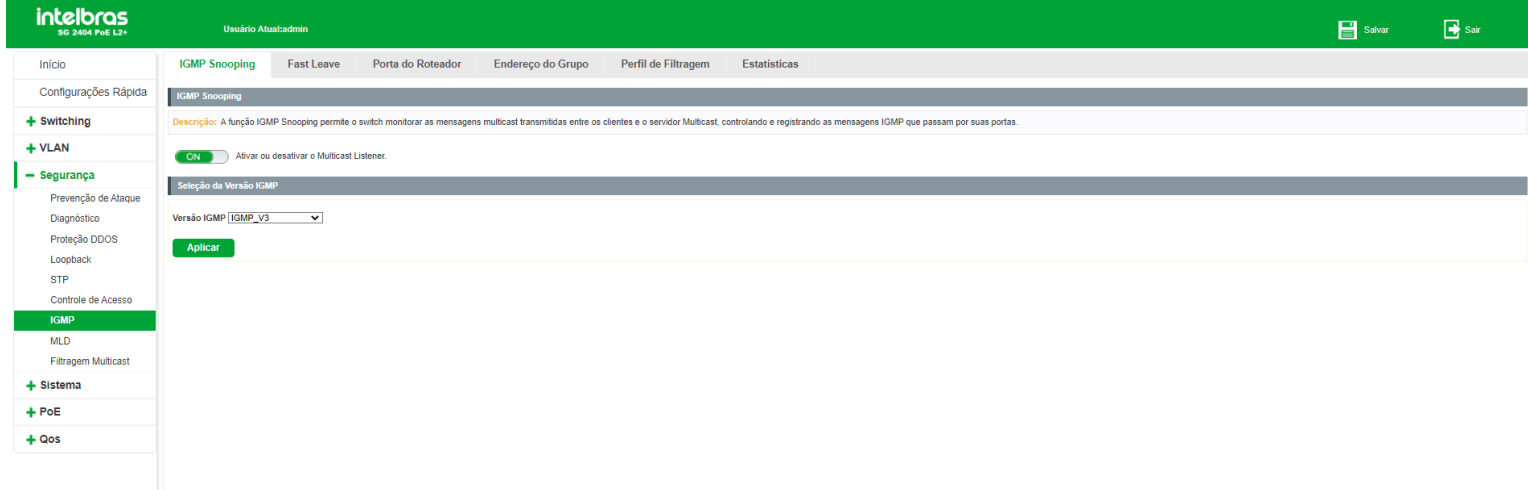 intelbras
SG 2404 PoE L2+
Usuário Atual:admin
Salvar
Sair
Início
Configurações Rápida
Switching
VLAN
Segurança
Prevenção de Ataque
Diagnóstico
Proteção DDOS
Loopback
STP
Controle de Acesso
IGMP
MLD
Filtragem Multicast
Sistema
PoE
Qos
IGMP Snooping
Fast Leave
Porta do Roteador
Endereço do Grupo
Perfil de Filtragem
Estatísticas
IGMP Snooping
Descrição: A função IGMP Snooping permite o switch monitorar as mensagens multicast transmitidas entre os clientes e o servidor Multicast, controlando e registrando as mensagens IGMP que passam por suas portas.
ON Ativar ou desativar o Multicast Listener.
Seleção da Versão IGMP
Versão IGMP IGMP_V3
Aplicar